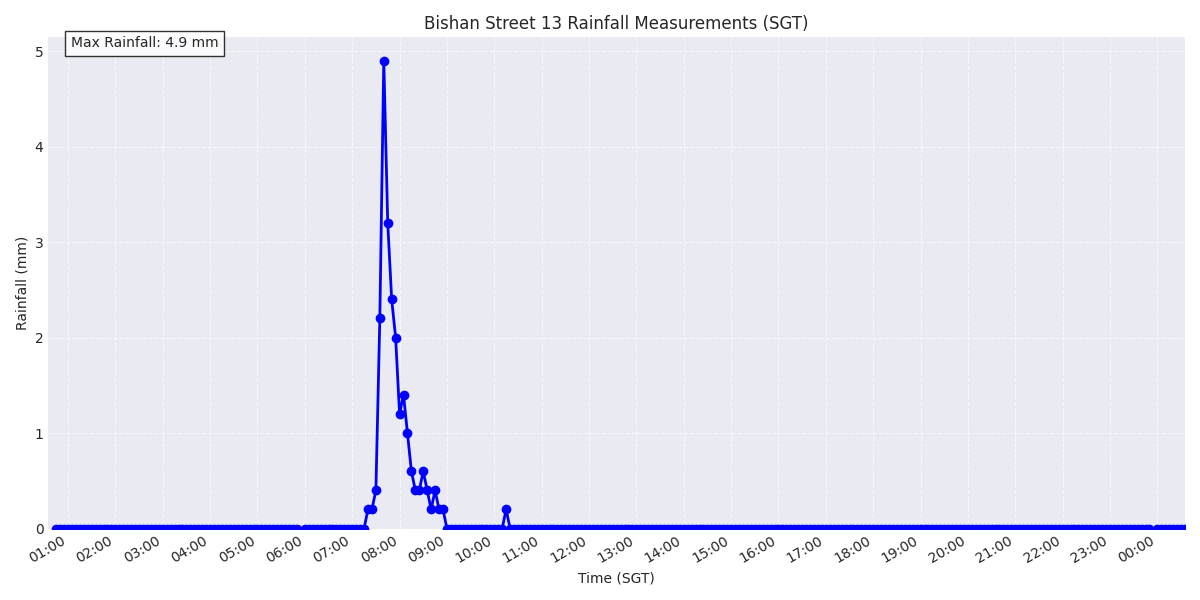 Bishan Street 13 Rainfall Measurements (SGT)
Max Rainfall: 4.9 mm
5
4
3
2
1
0
Rainfall (mm)
01:00 02:00 03:00 04:00 05:00 06:00 07:00 08:00 09:00 10:00 11:00 12:00 13:00 14:00 15:00 16:00 17:00 18:00 19:00 20:00 21:00 22:00 23:00 00:00
Time (SGT)